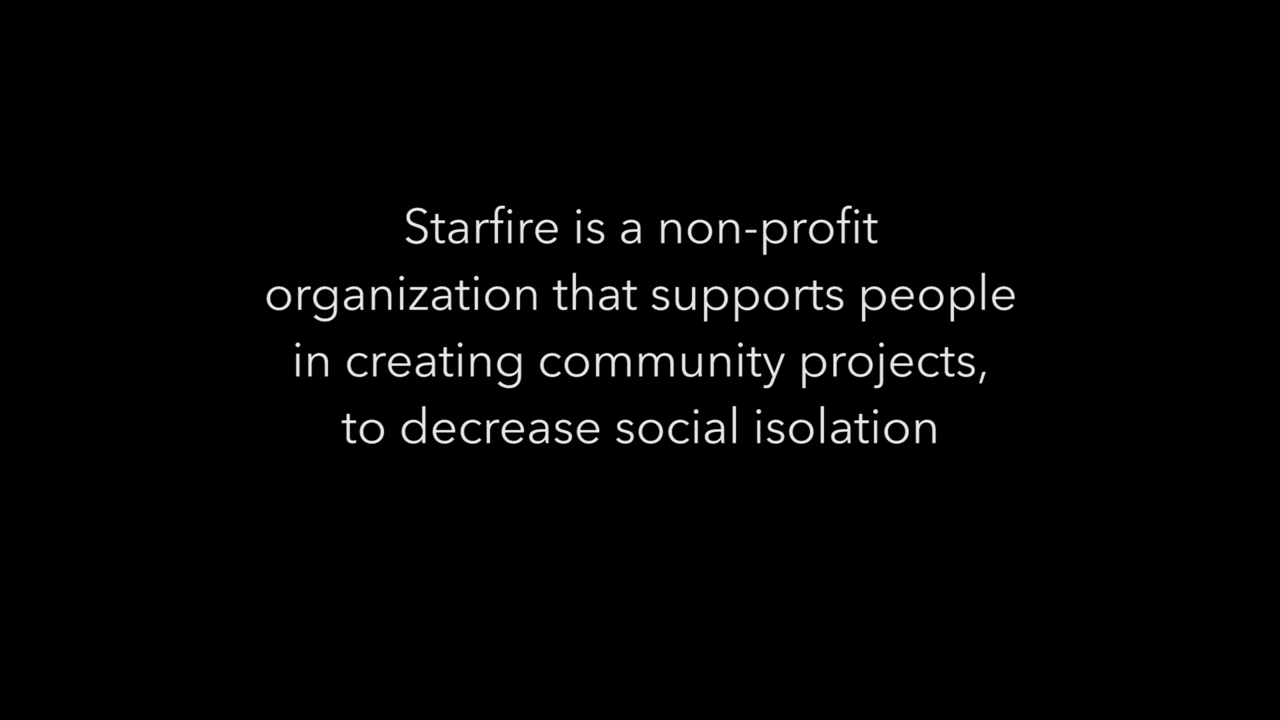 Starfire is a non-profit
organization that supports people
in creating community projects,
to decrease social isolation